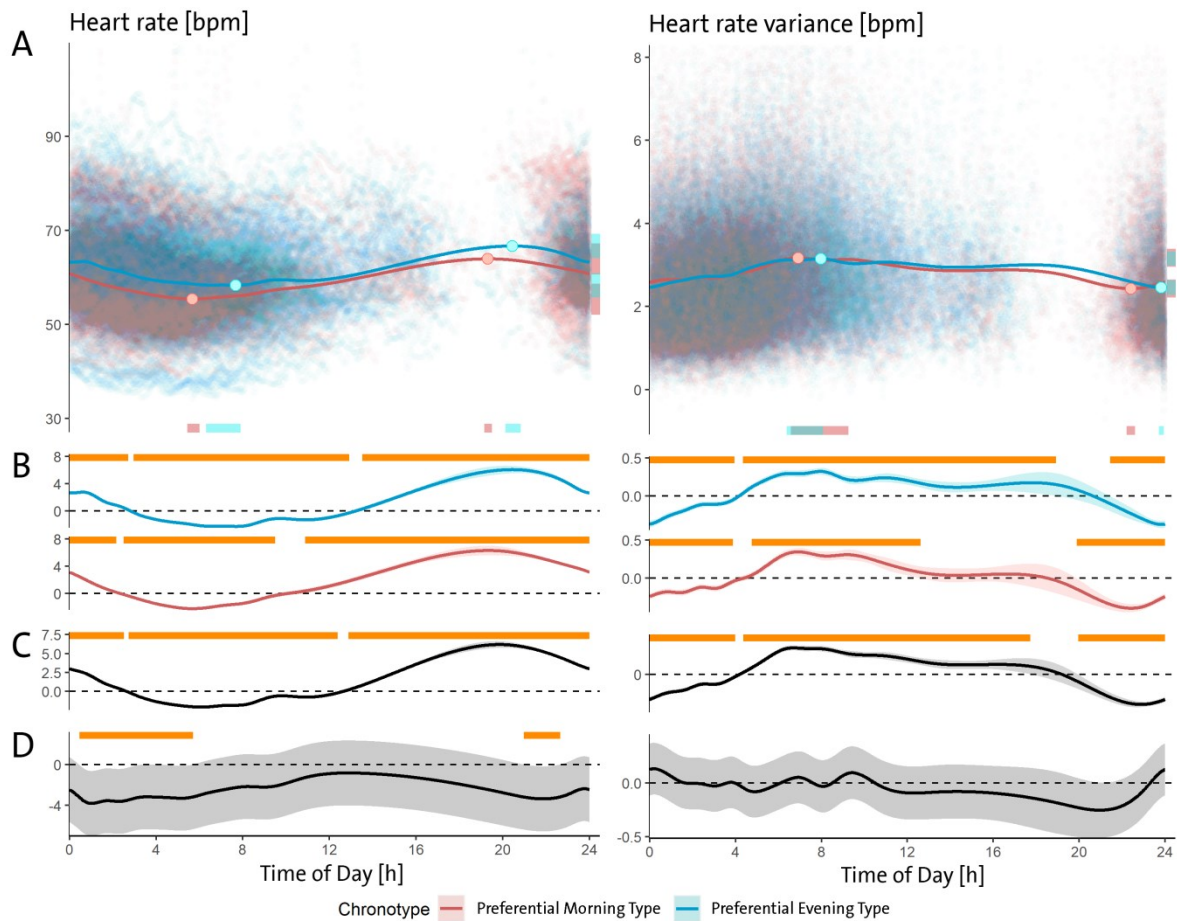 Heart rate [bpm]
Heart rate variance [bpm]
A
90
70
50
30
8
6
4
2
0
B
8
4
0
0.5
0.0
8
4
0
0.5
0.0
C
7.5
5.0
2.5
0.0
0
D
0
-4
0.0
-0.5
0 4 8 12 16 20 24
0 4 8 12 16 20 24
Time of Day [h]
Time of Day [h]
Chronotype Preferential Morning Type Preferential Evening Type